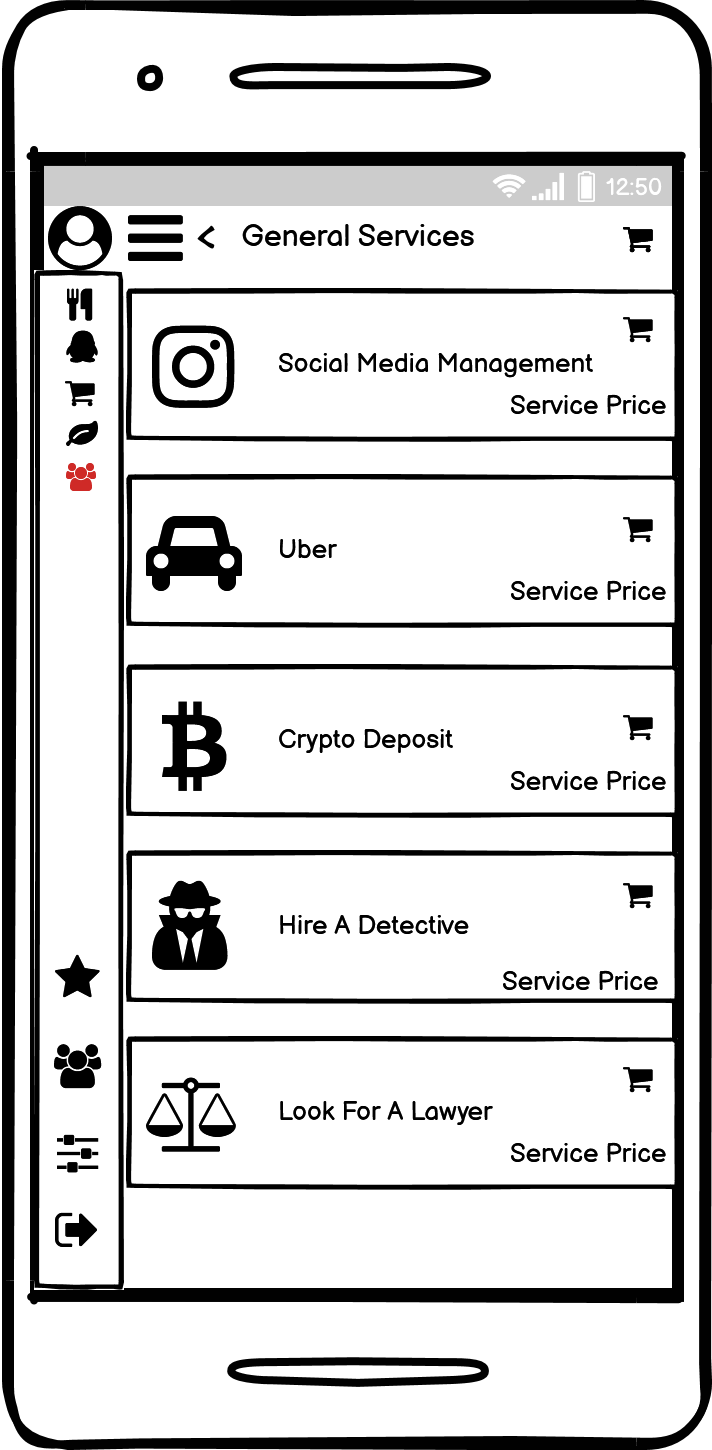 12:50
General Services
Social Media Management
Service Price
Uber
Service Price
Crypto Deposit
Service Price
Hire A Detective
Service Price
Look For A Lawyer
Service Price